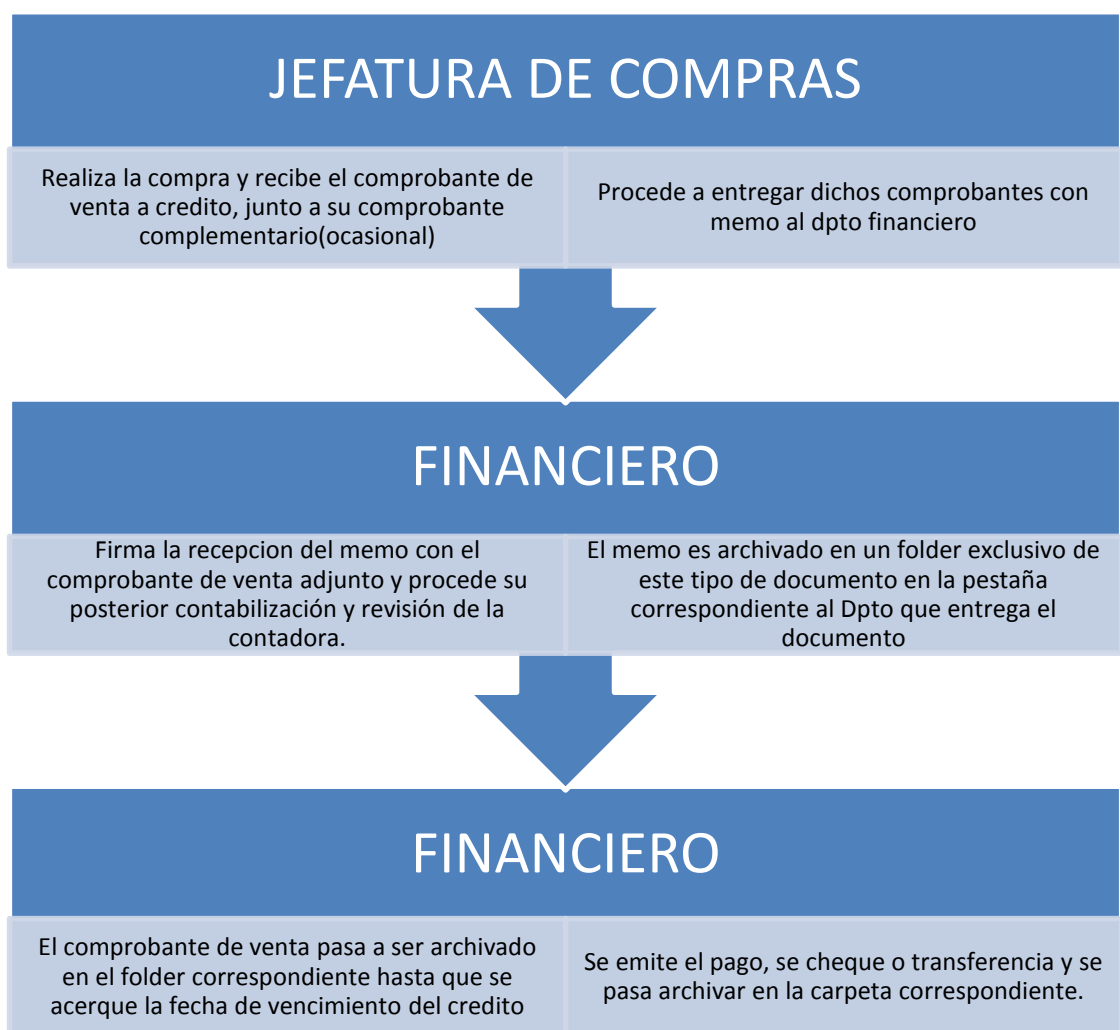 JEFATURA DE COMPRAS
Realiza la compra y recibe el comprobante de
venta a credito, junto a su comprobante
complementario(ocasional)
Procede a entregar dichos comprobantes con
memo al dpto financiero
FINANCIERO
Firma la recepcion del memo con el
comprobante de venta adjunto y procede su
posterior contabilización y revisión de la
contadora.
El memo es archivado en un folder exclusivo de
este tipo de documento en la pestaña
correspondiente al Dpto que entrega el
documento
FINANCIERO
El comprobante de venta pasa a ser archivado
en el folder correspondiente hasta que se
acerque la fecha de vencimiento del credito
Se emite el pago, se cheque o transferencia y se
pasa archivar en la carpeta correspondiente.